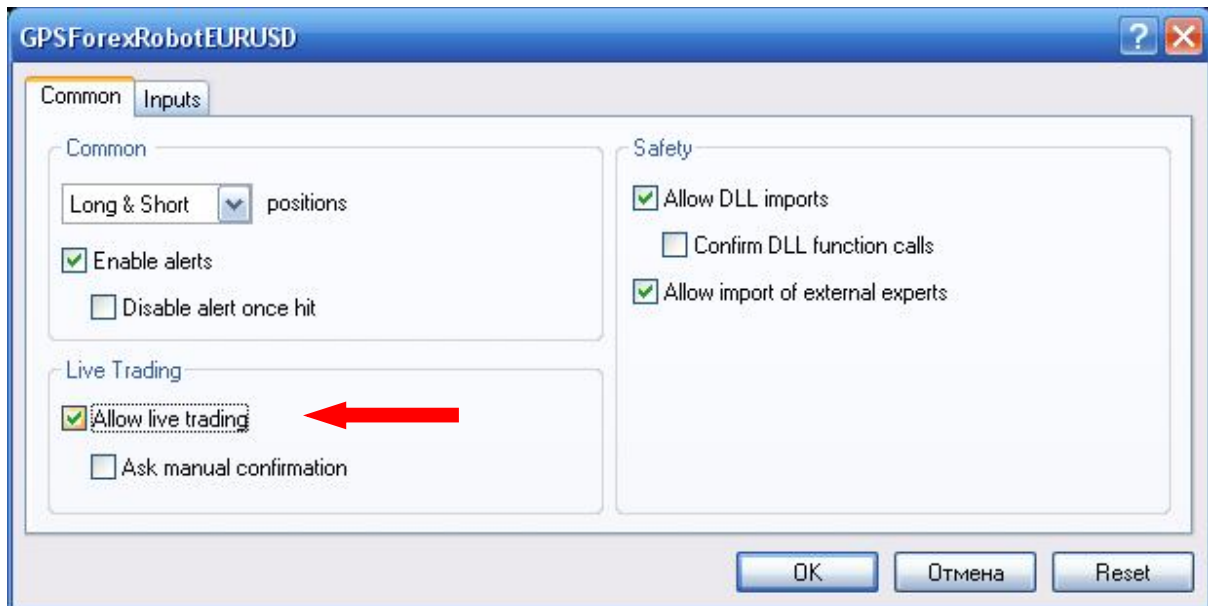 GPSForexRobotEURUSD
Common
Inputs
Common
Long & Short
positions
Enable alerts
Disable alert once hit
Live Trading
Allow live trading
Ask manual confirmation
Safety
Allow DLL imports
Confirm DLL function calls
Allow import of external experts
OK
Отмена
Reset